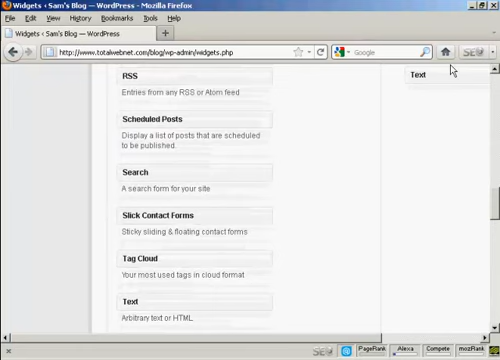 Widgets ‹ Sam's Blog — WordPress - Mozilla Firefox
File Edit View History Bookmarks Tools Help
Widgets ‹ Sam's Blog — WordPress
http://www.totalwebnet.com/blog/wp-admin/widgets.php
Google
SEO
RSS
Text
Entries from any RSS or Atom feed
Scheduled Posts
Display a list of posts that are scheduled
to be published.
Search
A search form for your site
Slick Contact Forms
Sticky sliding & floating contact forms
Tag Cloud
Your most used tags in cloud format
Text
Arbitrary text or HTML
SEO
PageRank
Alexa
Compete
mozRank